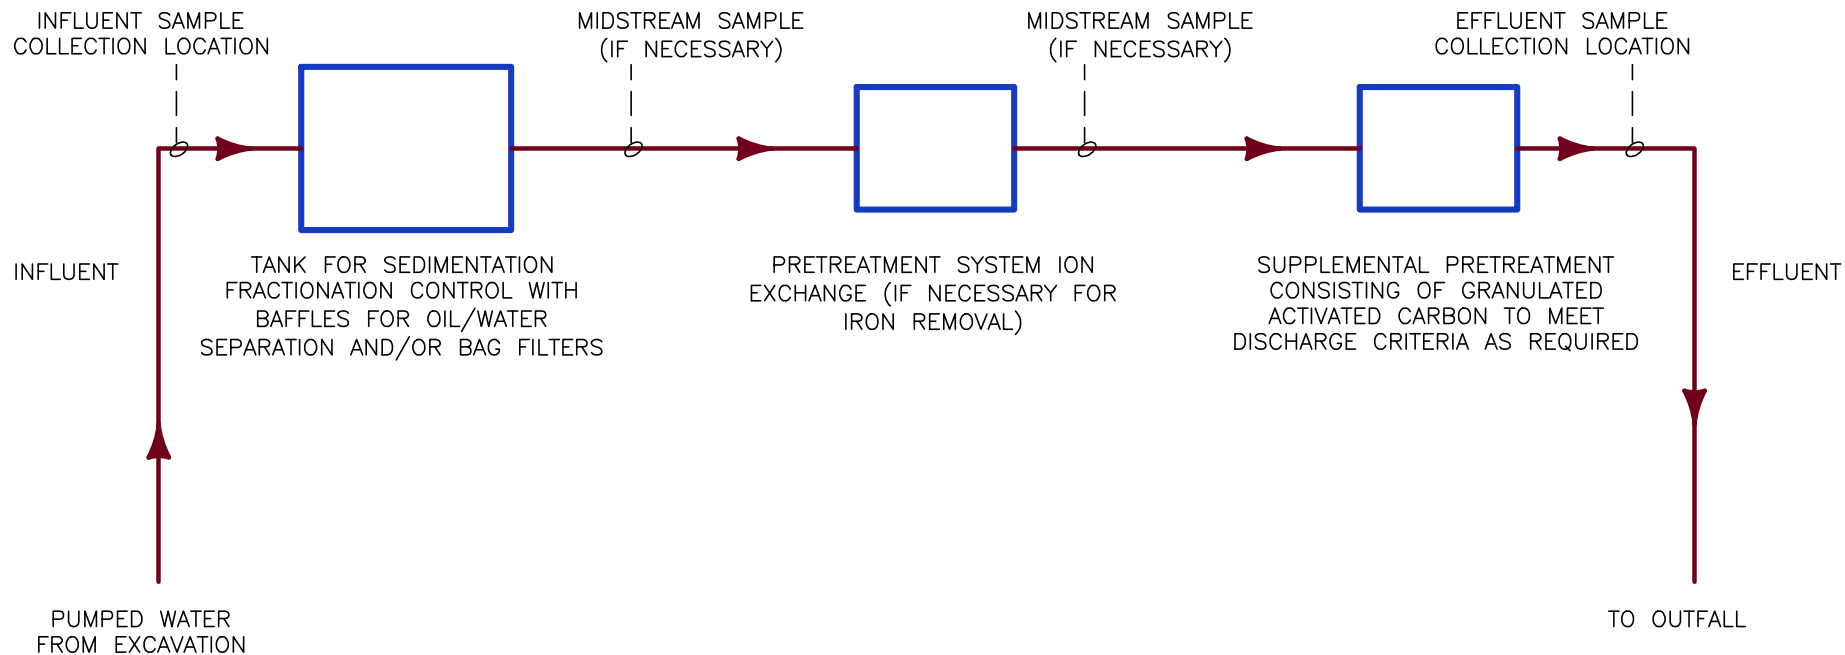 INFLUENT SAMPLE
COLLECTION LOCATION
MIDSTREAM SAMPLE
(IF NECESSARY)
MIDSTREAM SAMPLE
(IF NECESSARY)
EFFLUENT SAMPLE
COLLECTION LOCATION
INFLUENT
TANK FOR SEDIMENTATION
FRACTIONATION CONTROL WITH
BAFFLES FOR OIL/WATER
SEPARATION AND/OR BAG FILTERS
PRETREATMENT SYSTEM ION
EXCHANGE (IF NECESSARY FOR
IRON REMOVAL)
SUPPLEMENTAL PRETREATMENT
CONSISTING OF GRANULATED
ACTIVATED CARBON TO MEET
DISCHARGE CRITERIA AS REQUIRED
EFFLUENT
PUMPED WATER
FROM EXCAVATION
TO OUTFALL